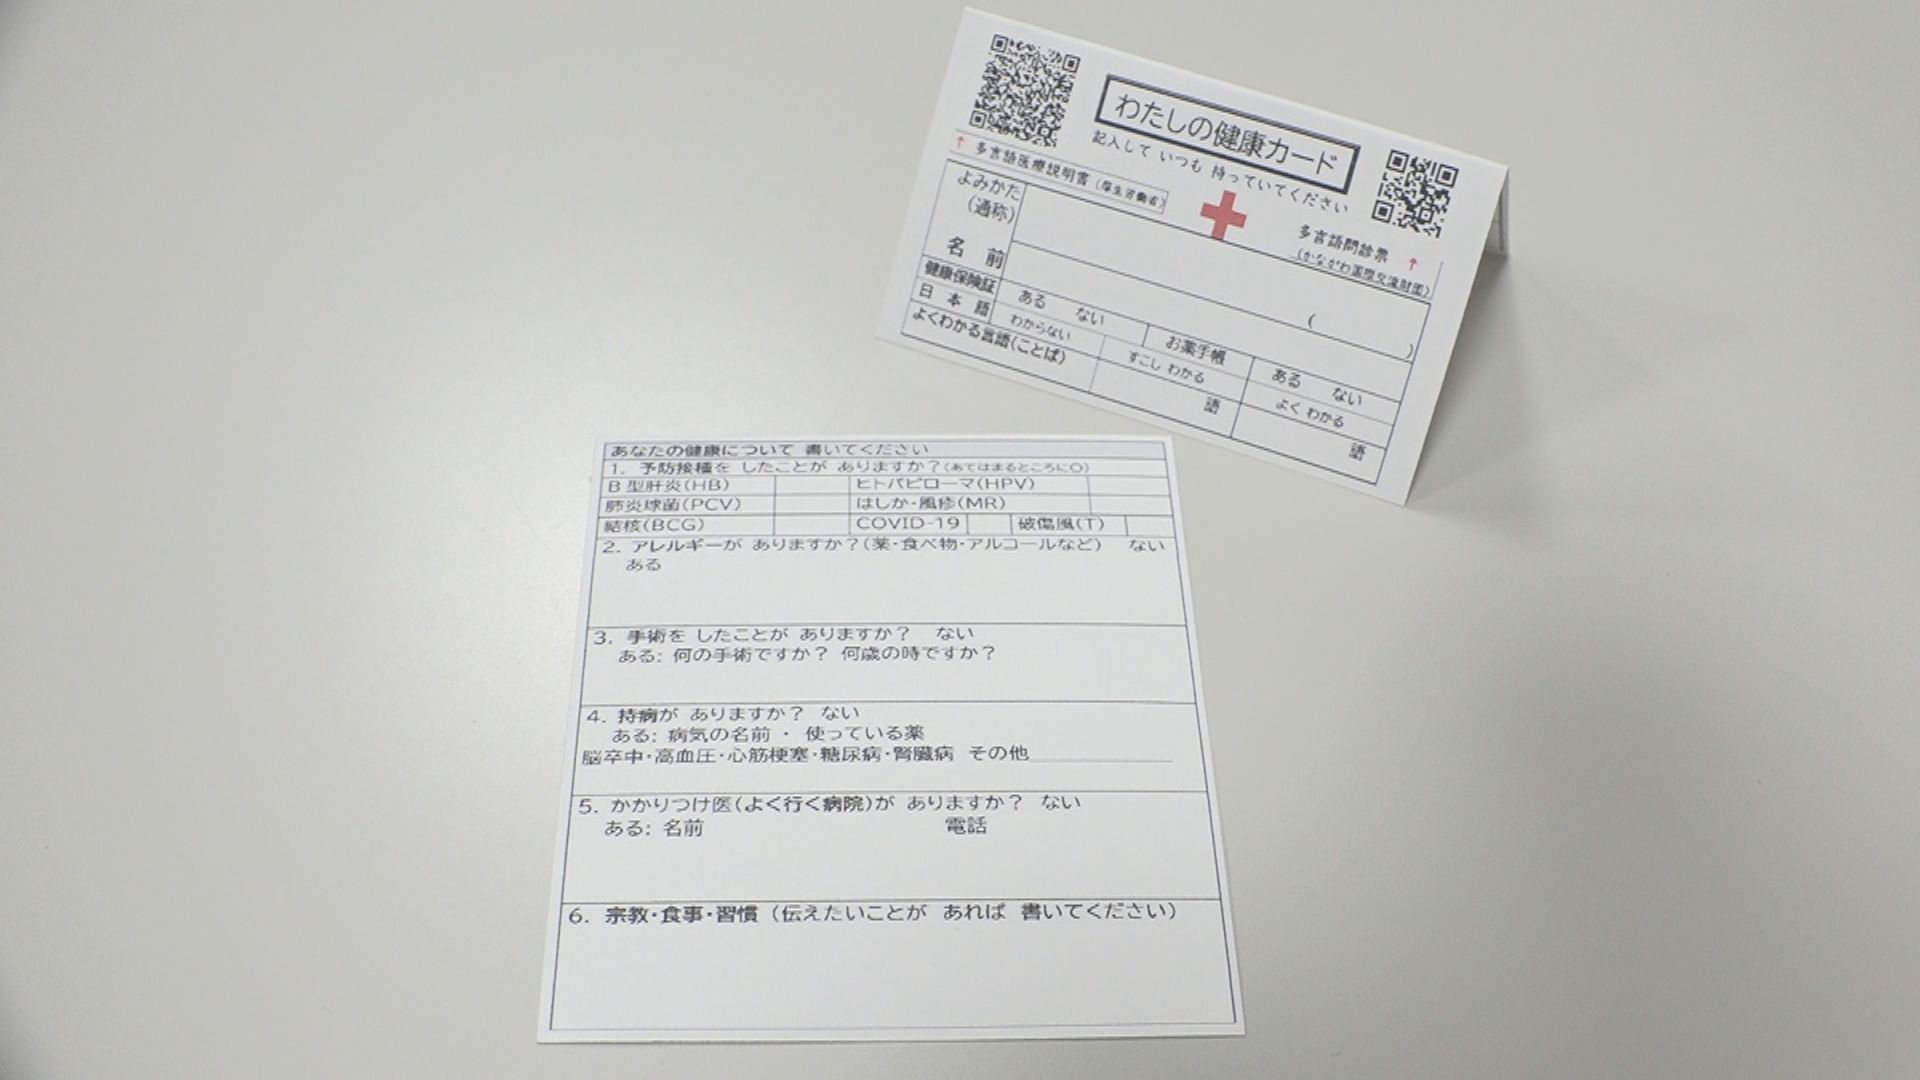 わたしの健康カード
記入して いつも 持っていてください
↑ 多言語医療説明書(厚生労働省)
多言語問診票 ↑
(かながわ国際交流財団)
よみかた
(通称)
名 前
( )
健康保険証 ある ない お薬手帳 ある ない
日 本 語 わからない すこし わかる よく わかる
よくわかる言語(ことば) 語 語
あなたの健康について 書いてください
1. 予防接種を したことが ありますか?(あてはまるところに○)
B型肝炎(HB) ヒトパピローマ(HPV)
肺炎球菌(PCV) はしか・風疹(MR)
結核(BCG) COVID-19 破傷風(T)
2. アレルギーが ありますか?(薬・食べ物・アルコールなど) ない
ある
3. 手術を したことが ありますか? ない
ある: 何の手術ですか? 何歳の時ですか?
4. 持病が ありますか? ない
ある: 病気の名前 ・ 使っている薬
脳卒中・高血圧・心筋梗塞・糖尿病・腎臓病 その他
5. かかりつけ医(よく行く病院)が ありますか? ない
ある: 名前 電話
6. 宗教・食事・習慣(伝えたいことが あれば 書いてください)